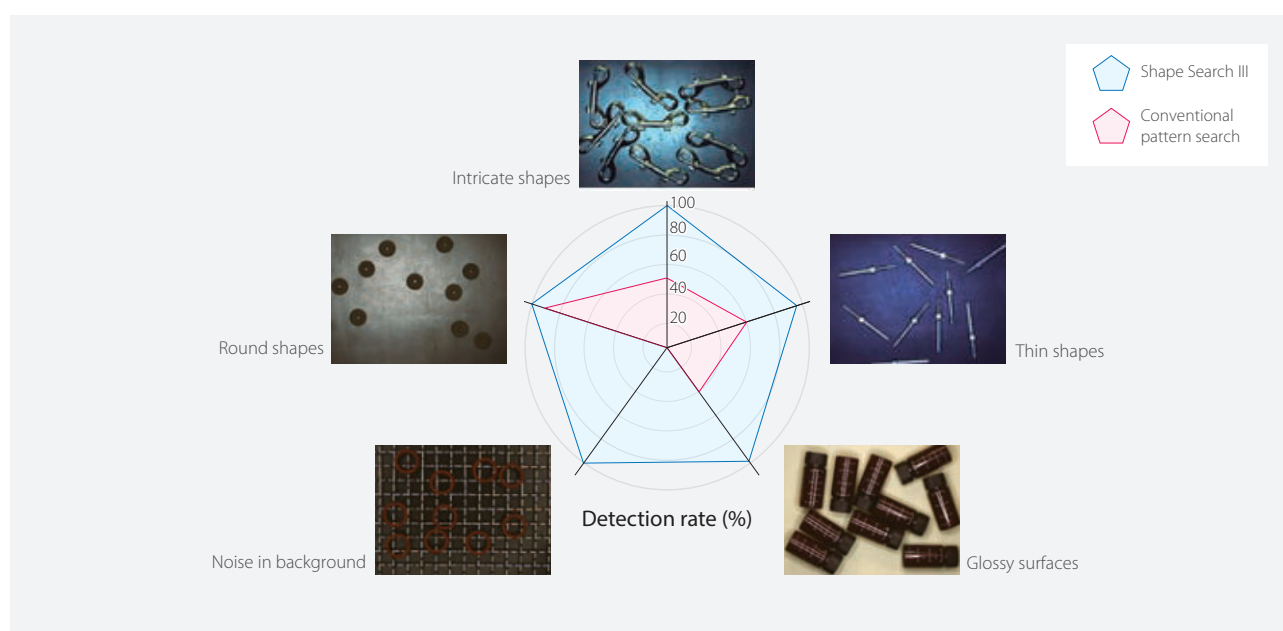 Shape Search III
Conventional
pattern search
Intricate shapes
100
80
60
40
20
Round shapes
Thin shapes
Detection rate (%)
Noise in background
Glossy surfaces